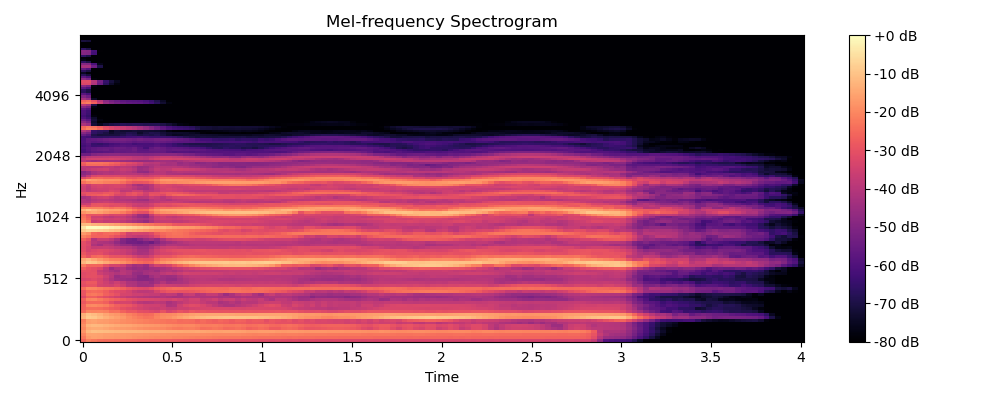 Mel-frequency Spectrogram
Hz
4096
2048
1024
512
0
0
0.5
1
1.5
2
2.5
3
3.5
4
Time
+0 dB
-10 dB
-20 dB
-30 dB
-40 dB
-50 dB
-60 dB
-70 dB
-80 dB